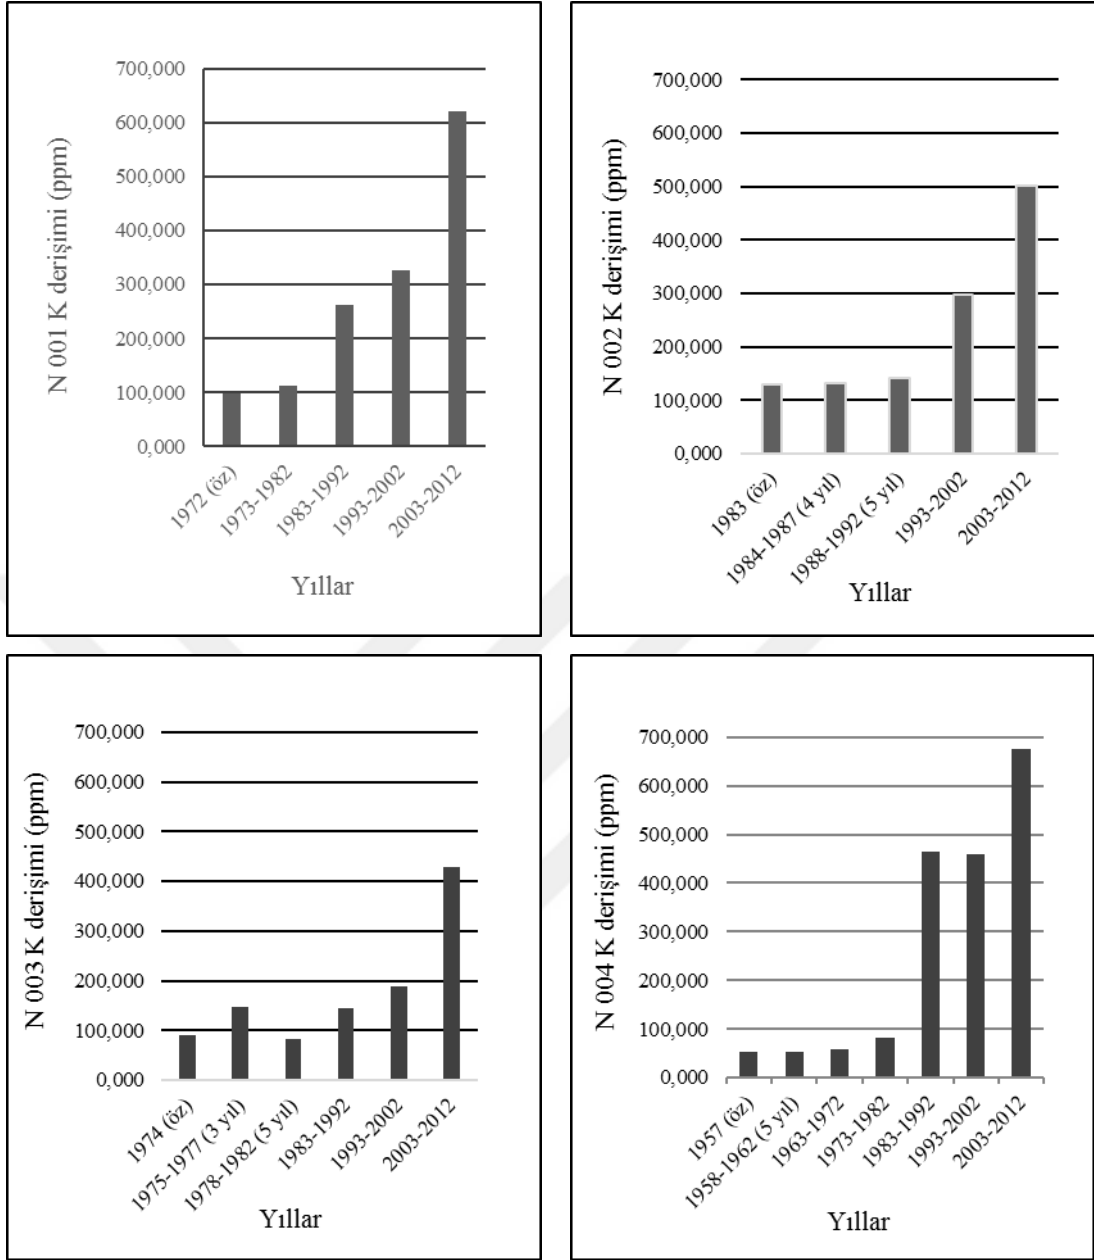 N 001 K derişimi (ppm)
700,000
600,000
500,000
400,000
300,000
200,000
100,000
0,000
1972 (öz)
1973-1982
1983-1992
1993-2002
2003-2012
Yıllar
N 002 K derişimi (ppm)
700,000
600,000
500,000
400,000
300,000
200,000
100,000
0,000
1983 (öz)
1984-1987 (4 yıl)
1988-1992 (5 yıl)
1993-2002
2003-2012
Yıllar
N 003 K derişimi (ppm)
700,000
600,000
500,000
400,000
300,000
200,000
100,000
0,000
1974 (öz)
1975-1977 (3 yıl)
1978-1982 (5 yıl)
1983-1992
1993-2002
2003-2012
Yıllar
N 004 K derişimi (ppm)
700,000
600,000
500,000
400,000
300,000
200,000
100,000
0,000
1957 (öz)
1958-1962 (5 yıl)
1963-1972
1973-1982
1983-1992
1993-2002
2003-2012
Yıllar